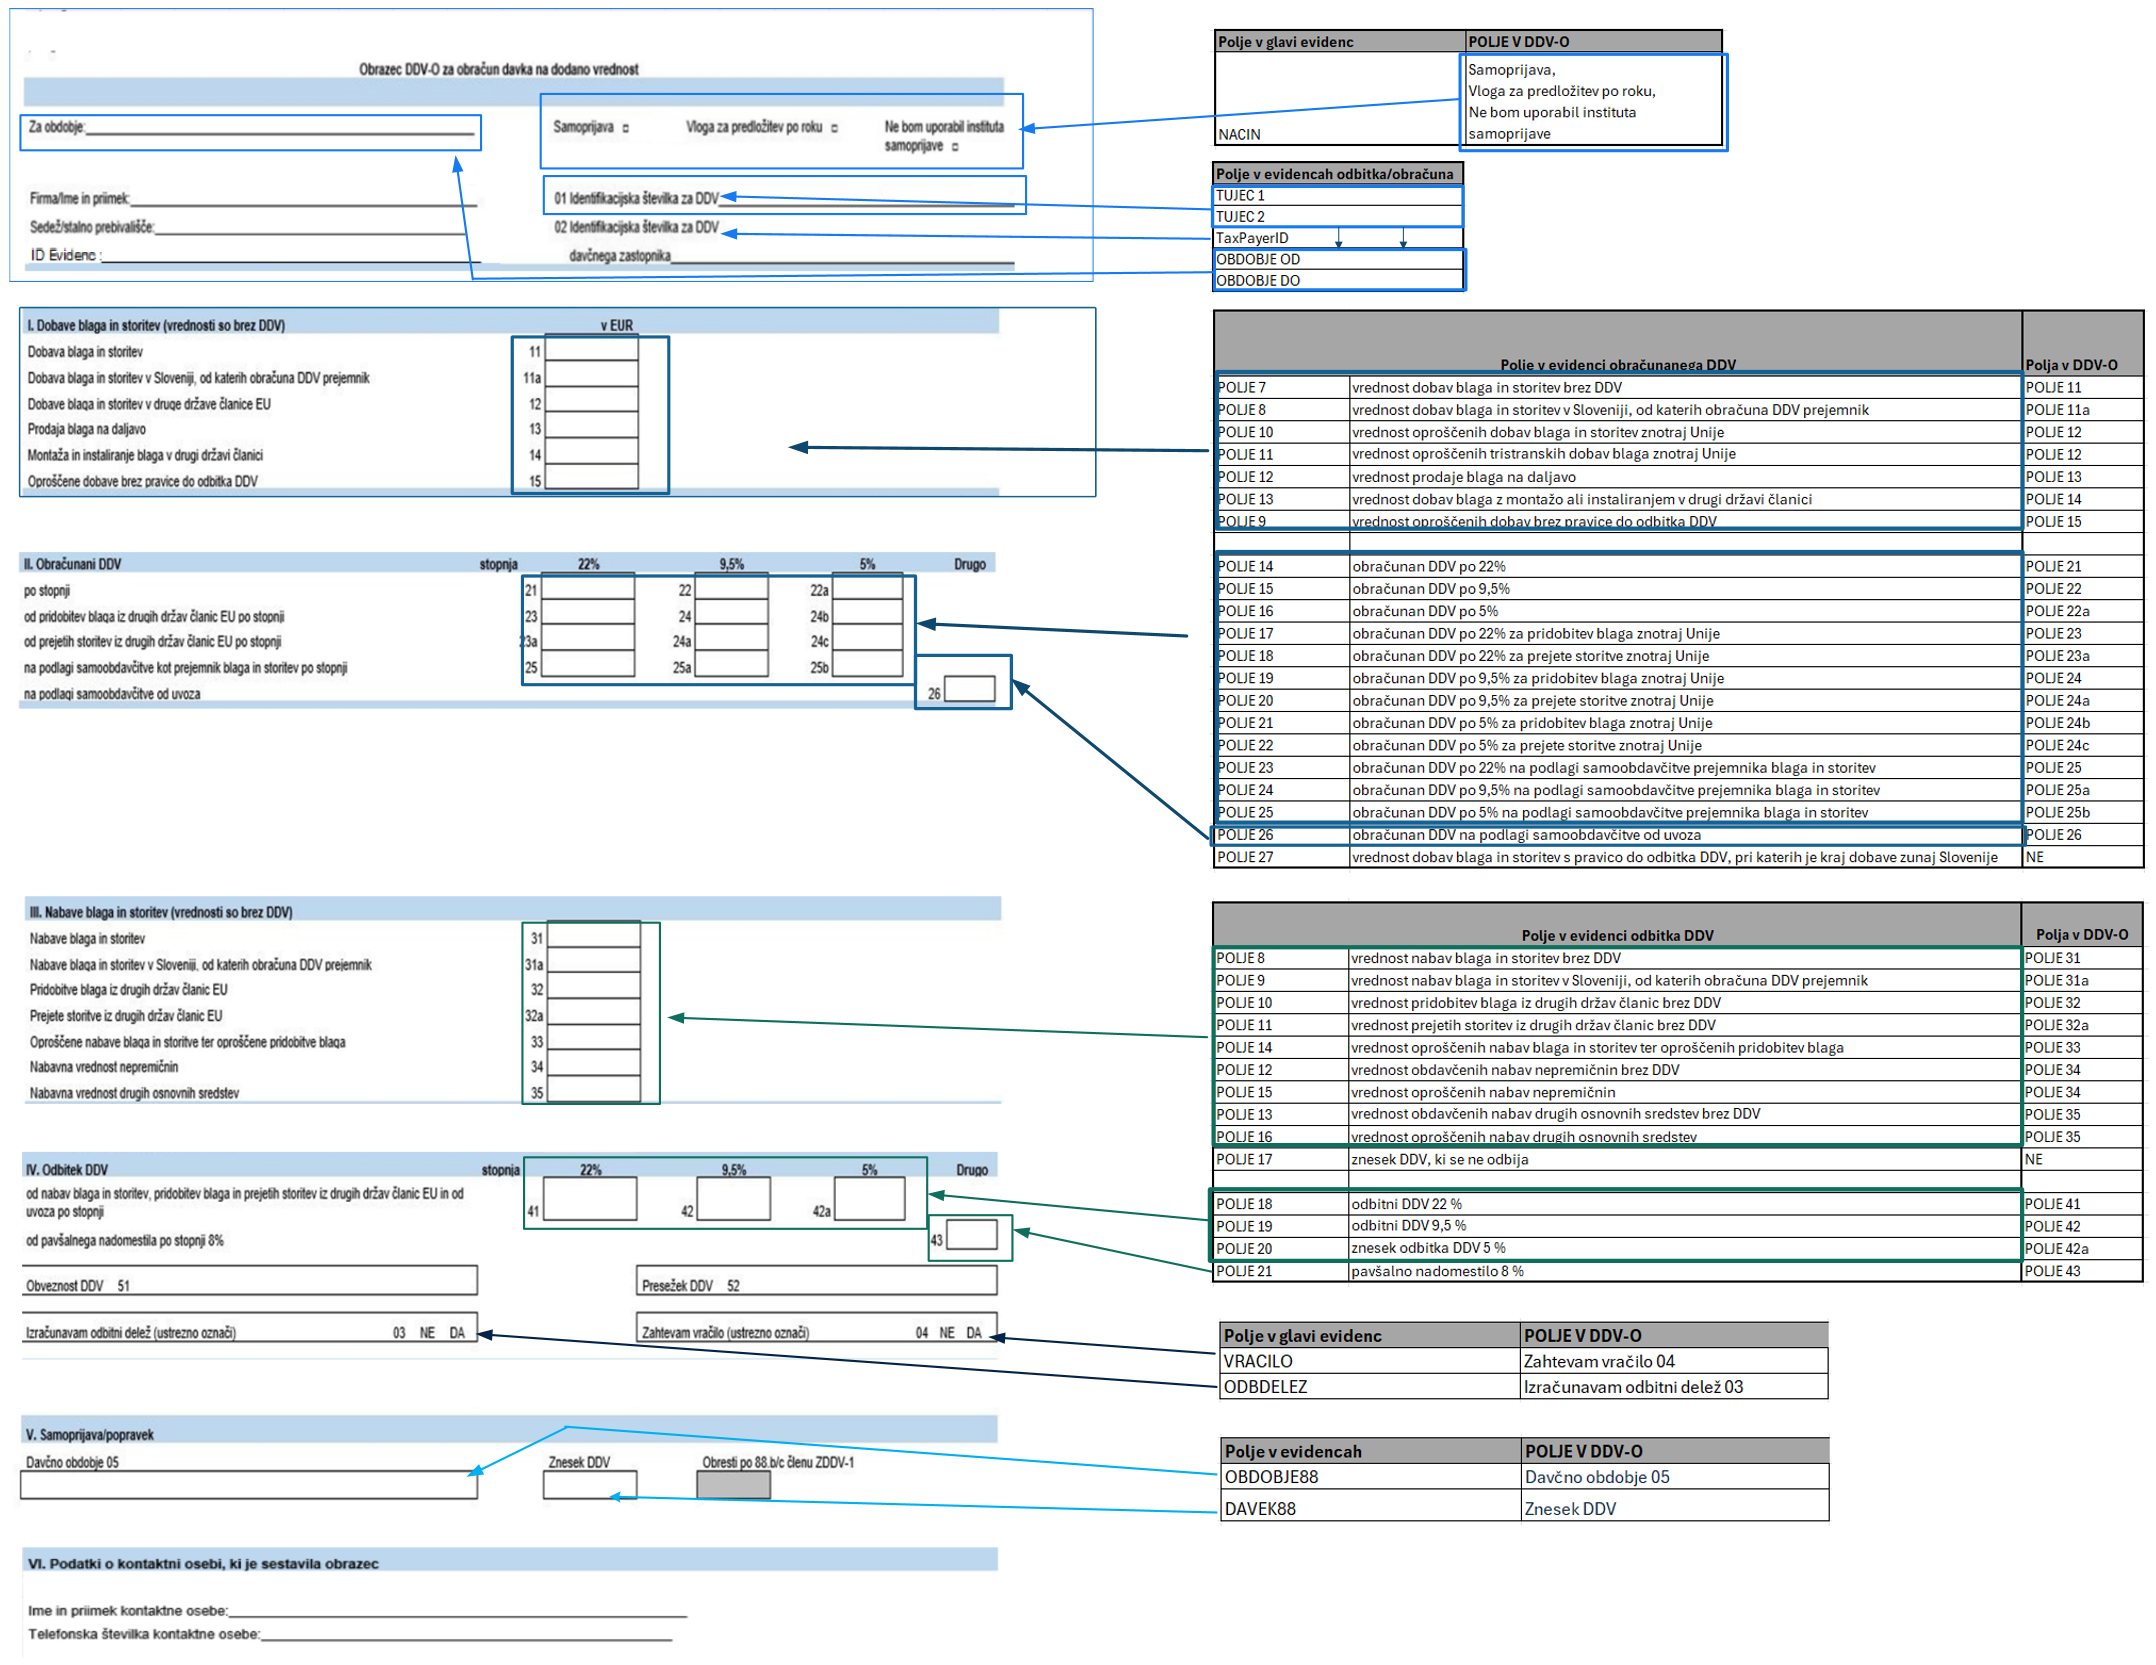 Obrazec DDV-O za obračun davka na dodano vrednost
Za obdobje:
Samoprijava
Vloga za predložitev po roku
Ne bom uporabil instituta
samoprijave
Firma/Ime in priimek:
01 Identifikacijska številka za DDV
Sedež/stalno prebivališče:
02 Identifikacijska številka za DDV
ID Evidenc :
davčnega zastopnika
Polje v glavi evidenc POLJE V DDV-O
Samoprijava,
Vloga za predložitev po roku,
Ne bom uporabil instituta
NACIN samoprijave
Polje v evidencah odbitka/obračuna
TUJEC 1
TUJEC 2
TaxPayerID
OBDOBJE OD
OBDOBJE DO
I. Dobave blaga in storitev (vrednosti so brez DDV) v EUR
Dobava blaga in storitev 11
Dobava blaga in storitev v Sloveniji, od katerih obračuna DDV prejemnik 11a
Dobave blaga in storitev v druge države članice EU 12
Prodaja blaga na daljavo 13
Montaža in instaliranje blaga v drugi državi članici 14
Oproščene dobave brez pravice do odbitka DDV 15
Polje v evidenci obračunanega DDV Polja v DDV-O
POLJE 7 vrednost dobav blaga in storitev brez DDV POLJE 11
POLJE 8 vrednost dobav blaga in storitev v Sloveniji, od katerih obračuna DDV prejemnik POLJE 11a
POLJE 10 vrednost oproščenih dobav blaga in storitev znotraj Unije POLJE 12
POLJE 11 vrednost oproščenih tristranskih dobav blaga znotraj Unije POLJE 12
POLJE 12 vrednost prodaje blaga na daljavo POLJE 13
POLJE 13 vrednost dobav blaga z montažo ali instaliranjem v drugi državi članici POLJE 14
POLJE 9 vrednost oproščenih dobav brez pravice do odbitka DDV POLJE 15
II. Obračunani DDV stopnja 22% 9,5% 5% Drugo
po stopnji 21 22 22a
od pridobitev blaga iz drugih držav članic EU po stopnji 23 24 24b
od prejetih storitev iz drugih držav članic EU po stopnji 23a 24a 24c
na podlagi samoobdavčitve kot prejemnik blaga in storitev po stopnji 25 25a 25b
na podlagi samoobdavčitve od uvoza 26
POLJE 14 obračunan DDV po 22% POLJE 21
POLJE 15 obračunan DDV po 9,5% POLJE 22
POLJE 16 obračunan DDV po 5% POLJE 22a
POLJE 17 obračunan DDV po 22% za pridobitev blaga znotraj Unije POLJE 23
POLJE 18 obračunan DDV po 22% za prejete storitve znotraj Unije POLJE 23a
POLJE 19 obračunan DDV po 9,5% za pridobitev blaga znotraj Unije POLJE 24
POLJE 20 obračunan DDV po 9,5% za prejete storitve znotraj Unije POLJE 24a
POLJE 21 obračunan DDV po 5% za pridobitev blaga znotraj Unije POLJE 24b
POLJE 22 obračunan DDV po 5% za prejete storitve znotraj Unije POLJE 24c
POLJE 23 obračunan DDV po 22% na podlagi samoobdavčitve prejemnika blaga in storitev POLJE 25
POLJE 24 obračunan DDV po 9,5% na podlagi samoobdavčitve prejemnika blaga in storitev POLJE 25a
POLJE 25 obračunan DDV po 5% na podlagi samoobdavčitve prejemnika blaga in storitev POLJE 25b
POLJE 26 obračunan DDV na podlagi samoobdavčitve od uvoza POLJE 26
POLJE 27 vrednost dobav blaga in storitev s pravico do odbitka DDV, pri katerih je kraj dobave zunaj Slovenije NE
III. Nabave blaga in storitev (vrednosti so brez DDV)
Nabave blaga in storitev 31
Nabave blaga in storitev v Sloveniji, od katerih obračuna DDV prejemnik 31a
Pridobitve blaga iz drugih držav članic EU 32
Prejete storitve iz drugih držav članic EU 32a
Oproščene nabave blaga in storitve ter oproščene pridobitve blaga 33
Nabavna vrednost nepremičnin 34
Nabavna vrednost drugih osnovnih sredstev 35
Polje v evidenci odbitka DDV Polja v DDV-O
POLJE 8 vrednost nabav blaga in storitev brez DDV POLJE 31
POLJE 9 vrednost nabav blaga in storitev v Sloveniji, od katerih obračuna DDV prejemnik POLJE 31a
POLJE 10 vrednost pridobitev blaga iz drugih držav članic brez DDV POLJE 32
POLJE 11 vrednost prejetih storitev iz drugih držav članic brez DDV POLJE 32a
POLJE 14 vrednost oproščenih nabav blaga in storitev ter oproščenih pridobitev blaga POLJE 33
POLJE 12 vrednost obdavčenih nabav nepremičnin brez DDV POLJE 34
POLJE 15 vrednost oproščenih nabav nepremičnin POLJE 34
POLJE 13 vrednost obdavčenih nabav drugih osnovnih sredstev brez DDV POLJE 35
POLJE 16 vrednost oproščenih nabav drugih osnovnih sredstev POLJE 35
POLJE 17 znesek DDV, ki se ne odbija NE
POLJE 18 odbitni DDV 22 % POLJE 41
POLJE 19 odbitni DDV 9,5 % POLJE 42
POLJE 20 znesek odbitka DDV 5 % POLJE 42a
POLJE 21 pavšalno nadomestilo 8 % POLJE 43
IV. Odbitek DDV stopnja 22% 9,5% 5% Drugo
od nabav blaga in storitev, pridobitev blaga in prejetih storitev iz drugih držav članic EU in od
uvoza po stopnji 41 42 42a
od pavšalnega nadomestila po stopnji 8% 43
Obveznost DDV 51 Presežek DDV 52
Izračunavam odbitni delež (ustrezno označi) 03 NE DA Zahtevam vračilo (ustrezno označi) 04 NE DA
Polje v glavi evidenc POLJE V DDV-O
VRACILO Zahtevam vračilo 04
ODBDELEZ Izračunavam odbitni delež 03
V. Samoprijava/popravek
Davčno obdobje 05 Znesek DDV Obresti po 88.b/c členu ZDDV-1
Polje v evidencah POLJE V DDV-O
OBDOBJE88 Davčno obdobje 05
DAVEK88 Znesek DDV
VI. Podatki o kontaktni osebi, ki je sestavila obrazec
Ime in priimek kontaktne osebe:
Telefonska številka kontaktne osebe: